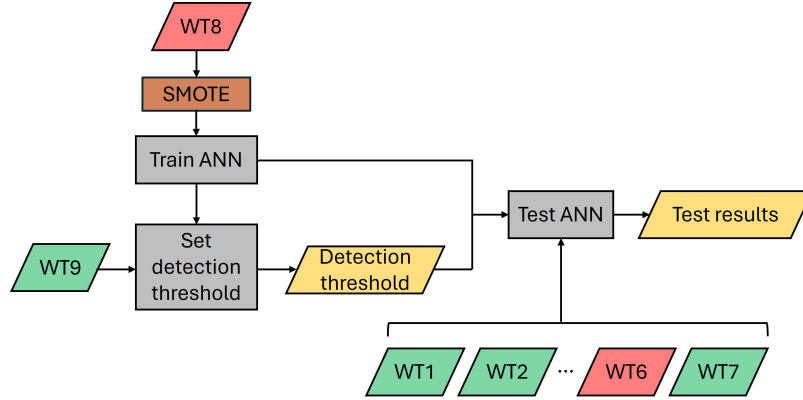 WT8
SMOTE
Train ANN
Test ANN
Test results
WT9
Set
detection
threshold
Detection
threshold
WT1
WT2
...
WT6
WT7